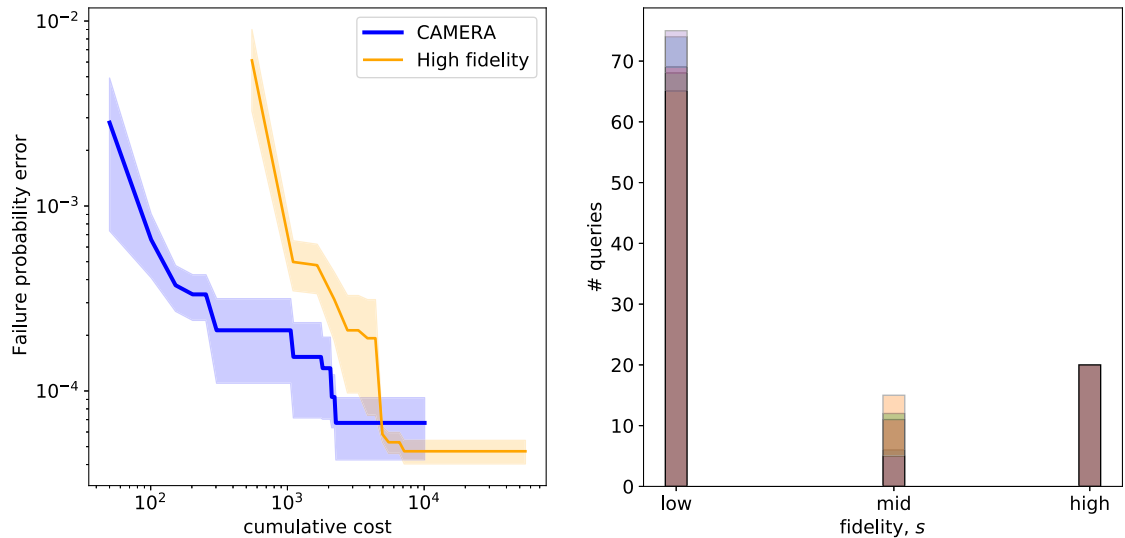 10⁻²
10⁻³
10⁻⁴
Failure probability error
CAMERA
High fidelity
10² 10³ 10⁴
cumulative cost
70
60
50
40
30
20
10
0
# queries
low mid high
fidelity, s